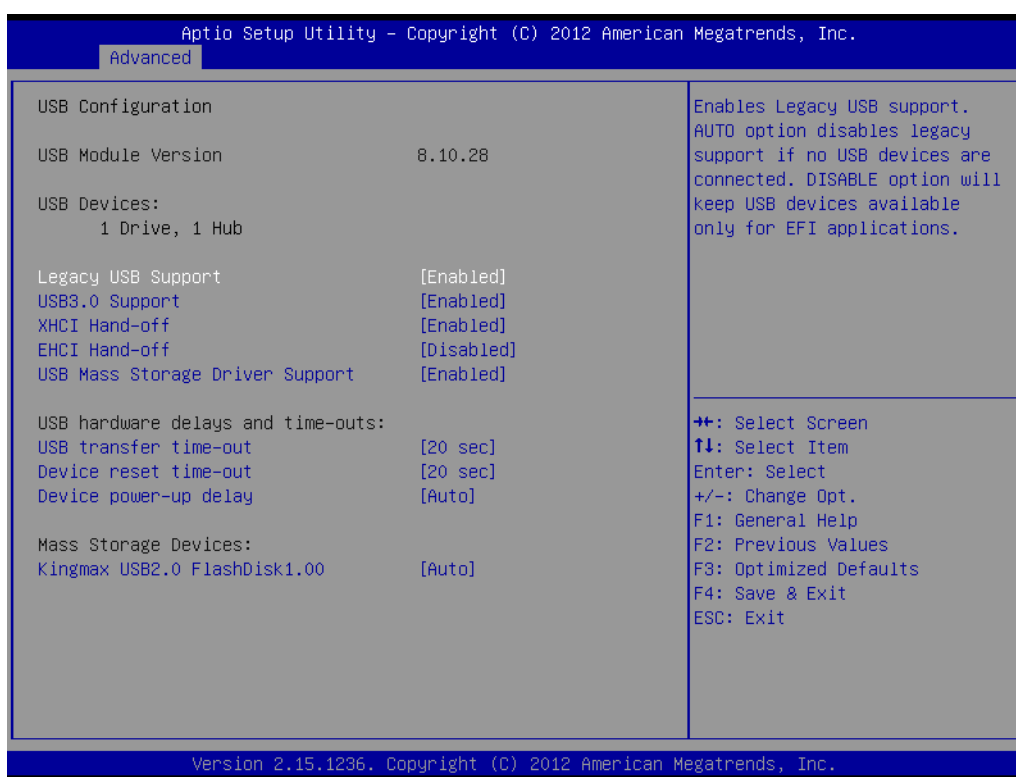 Aptio Setup Utility – Copyright (C) 2012 American Megatrends, Inc.
Advanced
USB Configuration
USB Module Version 8.10.28
USB Devices:
1 Drive, 1 Hub
Legacy USB Support [Enabled]
USB3.0 Support [Enabled]
XHCI Hand-off [Enabled]
EHCI Hand-off [Disabled]
USB Mass Storage Driver Support [Enabled]
USB hardware delays and time-outs:
USB transfer time-out [20 sec]
Device reset time-out [20 sec]
Device power-up delay [Auto]
Mass Storage Devices:
Kingmax USB2.0 FlashDisk1.00 [Auto]
Enables Legacy USB support.
AUTO option disables legacy
support if no USB devices are
connected. DISABLE option will
keep USB devices available
only for EFI applications.
→←: Select Screen
↑↓: Select Item
Enter: Select
+/-: Change Opt.
F1: General Help
F2: Previous Values
F3: Optimized Defaults
F4: Save & Exit
ESC: Exit
Version 2.15.1236. Copyright (C) 2012 American Megatrends, Inc.